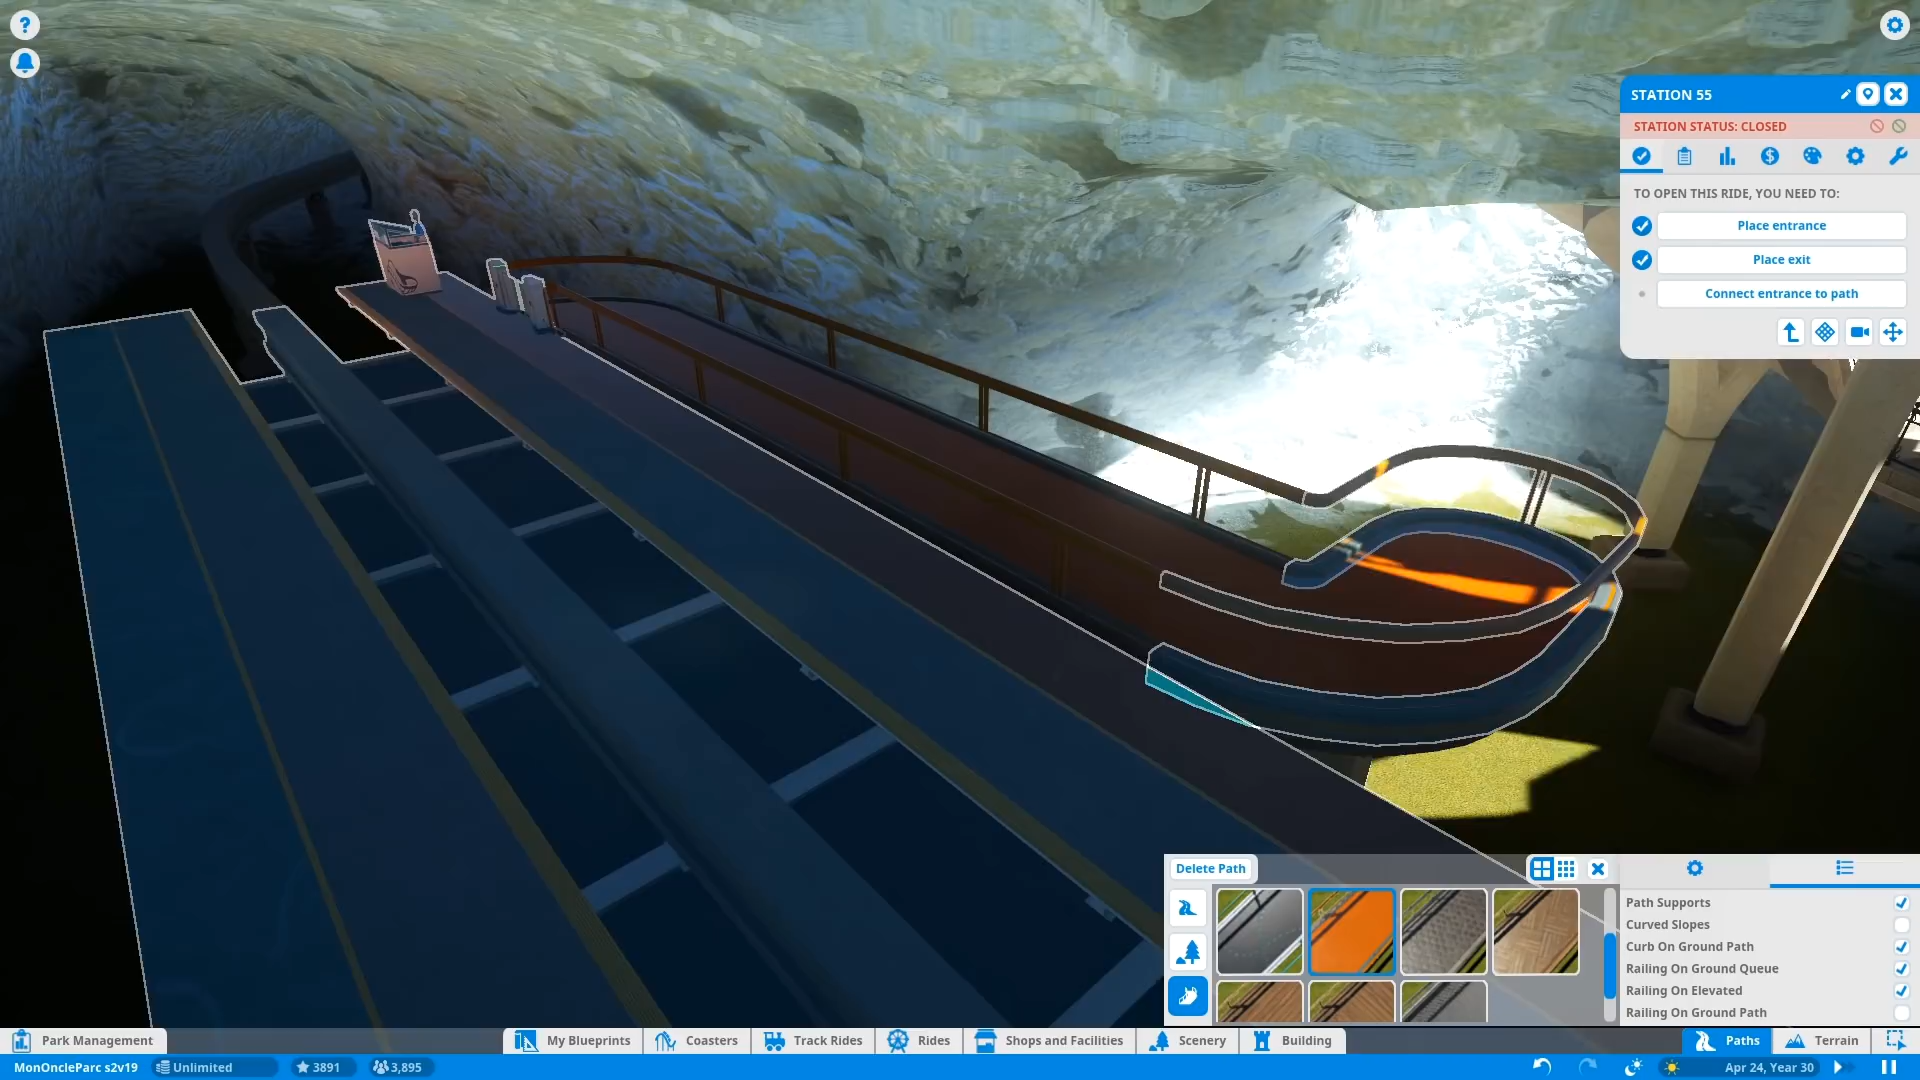 ?
STATION 55
STATION STATUS: CLOSED
TO OPEN THIS RIDE, YOU NEED TO:
Place entrance
Place exit
Connect entrance to path
Delete Path
Path Supports
Curved Slopes
Curb On Ground Path
Railing On Ground Queue
Railing On Elevated
Railing On Ground Path
Park Management
My Blueprints
Coasters
Track Rides
Rides
Shops and Facilities
Scenery
Building
Paths
Terrain
MonOncleParc s2v19
Unlimited
3891
3,895
Apr 24, Year 30